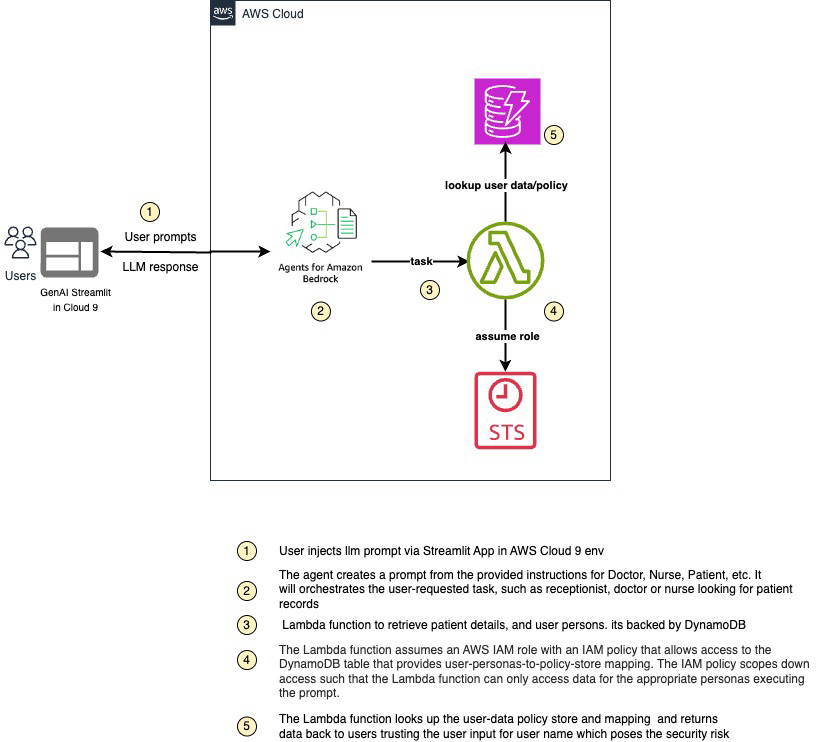 aws
AWS Cloud
5
lookup user data/policy
1
User prompts
LLM response
Users
GenAI Streamlit
in Cloud 9
Agents for Amazon
Bedrock
2
task
3
4
assume role
STS
1
User injects llm prompt via Streamlit App in AWS Cloud 9 env
2
The agent creates a prompt from the provided instructions for Doctor, Nurse, Patient, etc. It
will orchestrates the user-requested task, such as receptionist, doctor or nurse looking for patient
records
3
Lambda function to retrieve patient details, and user persons. its backed by DynamoDB
4
The Lambda function assumes an AWS IAM role with an IAM policy that allows access to the
DynamoDB table that provides user-personas-to-policy-store mapping. The IAM policy scopes down
access such that the Lambda function can only access data for the appropriate personas executing
the prompt.
5
The Lambda function looks up the user-data policy store and mapping and returns
data back to users trusting the user input for user name which poses the security risk